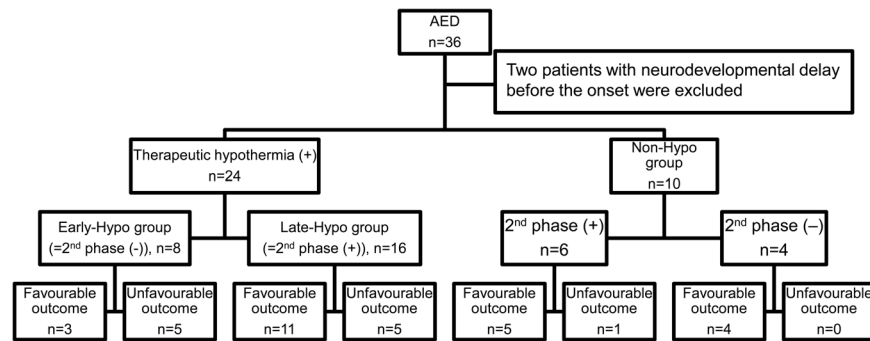 AED
n=36
Two patients with neurodevelopmental delay
before the onset were excluded
Therapeutic hypothermia (+)
n=24
Non-Hypo
group
n=10
Early-Hypo group
(=2nd phase (-)), n=8
Late-Hypo group
(=2nd phase (+)), n=16
2nd phase (+)
n=6
2nd phase (–)
n=4
Favourable
outcome
n=3
Unfavourable
outcome
n=5
Favourable
outcome
n=11
Unfavourable
outcome
n=5
Favourable
outcome
n=5
Unfavourable
outcome
n=1
Favourable
outcome
n=4
Unfavourable
outcome
n=0